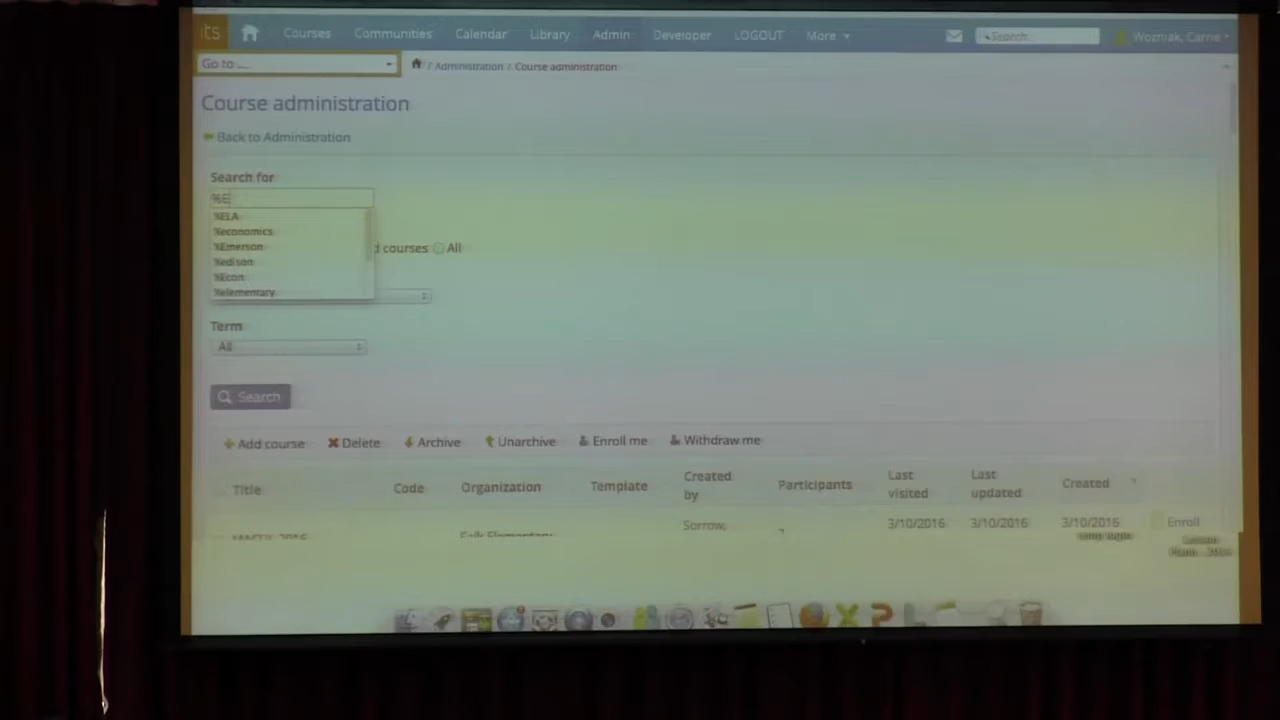 its Courses Communities Calendar Library Admin Developer LOGOUT More Search... Wozniak, Carrie
Go to ... / Administration / Course administration
Course administration
Back to Administration
Search for
%E
%ELA
%economics
%Emerson
%edison
%Econ
%elementary
d courses All
Term
All
Search
Add course Delete Archive Unarchive Enroll me Withdraw me
Title Code Organization Template Created by Participants Last visited Last updated Created
Sorrow, 3/10/2016 3/10/2016 3/10/2016 Enroll
Elementary
Lesson